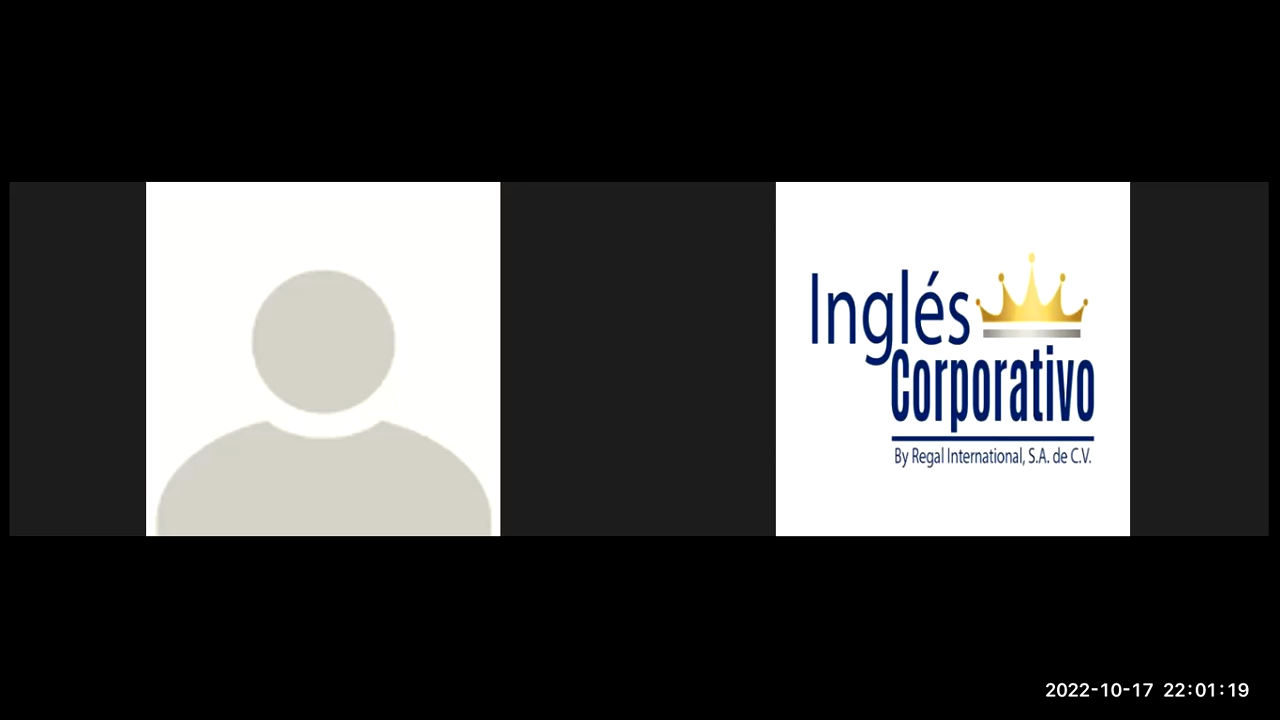 Inglés
Corporativo
By Regal International, S.A. de C.V.
2022-10-17 22:01:19